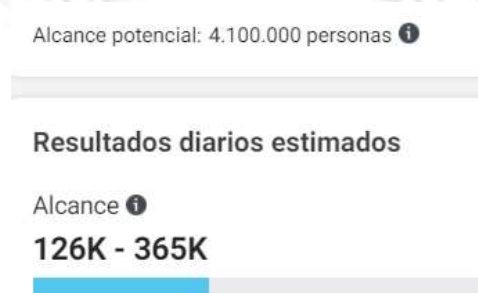 Alcance potencial: 4.100.000 personas
Resultados diarios estimados
Alcance
126K - 365K